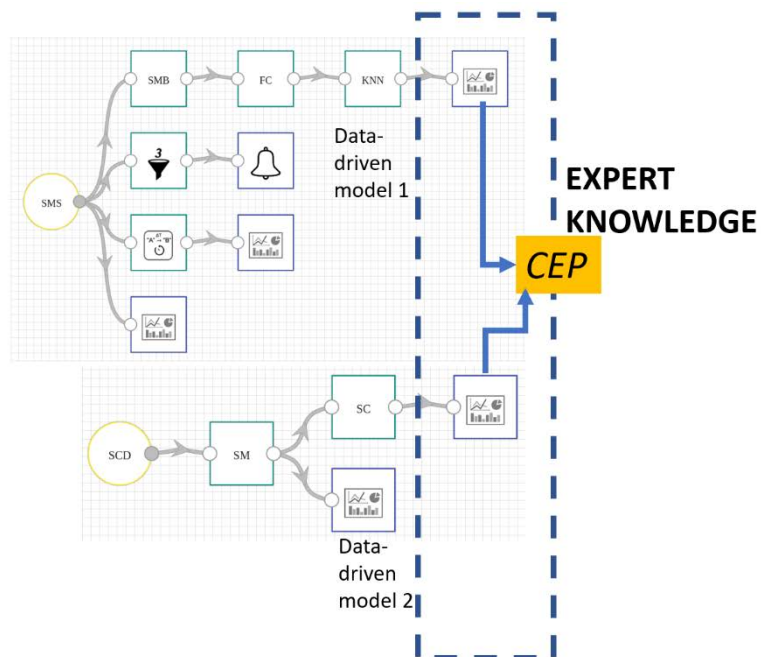 SMB
FC
KNN
Data-
driven
model 1
3
SMS
"A" ΔT→ "B"
EXPERT
KNOWLEDGE
CEP
SC
SCD
SM
Data-
driven
model 2